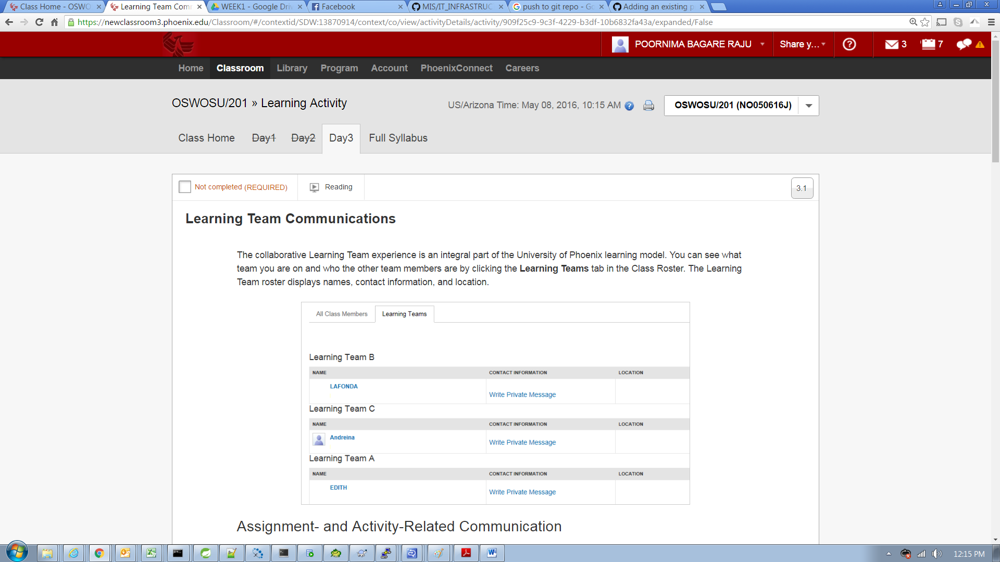 Class Home - OSWO
Learning Team Com
WEEK1 - Google Driv
Facebook
MIS/IT_INFRASTRUC
push to git repo - Go
Adding an existing p
https://newclassroom3.phoenix.edu/Classroom/#/contextid/SDW:13870914/context/co/view/activityDetails/activity/909f25c9-9c3f-4229-b3df-10b6832fa43a/expanded/False
POORNIMA BAGARE RAJU
Share y...
3
7
Home Classroom Library Program Account PhoenixConnect Careers
OSWOSU/201 » Learning Activity
US/Arizona Time: May 08, 2016, 10:15 AM
OSWOSU/201 (NO050616J)
Class Home Day1 Day2 Day3 Full Syllabus
Not completed (REQUIRED)
Reading
3.1
Learning Team Communications
The collaborative Learning Team experience is an integral part of the University of Phoenix learning model. You can see what
team you are on and who the other team members are by clicking the Learning Teams tab in the Class Roster. The Learning
Team roster displays names, contact information, and location.
All Class Members Learning Teams
Learning Team B
NAME CONTACT INFORMATION LOCATION
LAFONDA
Write Private Message
Learning Team C
NAME CONTACT INFORMATION LOCATION
Andreina
Write Private Message
Learning Team A
NAME CONTACT INFORMATION LOCATION
EDITH
Write Private Message
Assignment- and Activity-Related Communication
12:15 PM